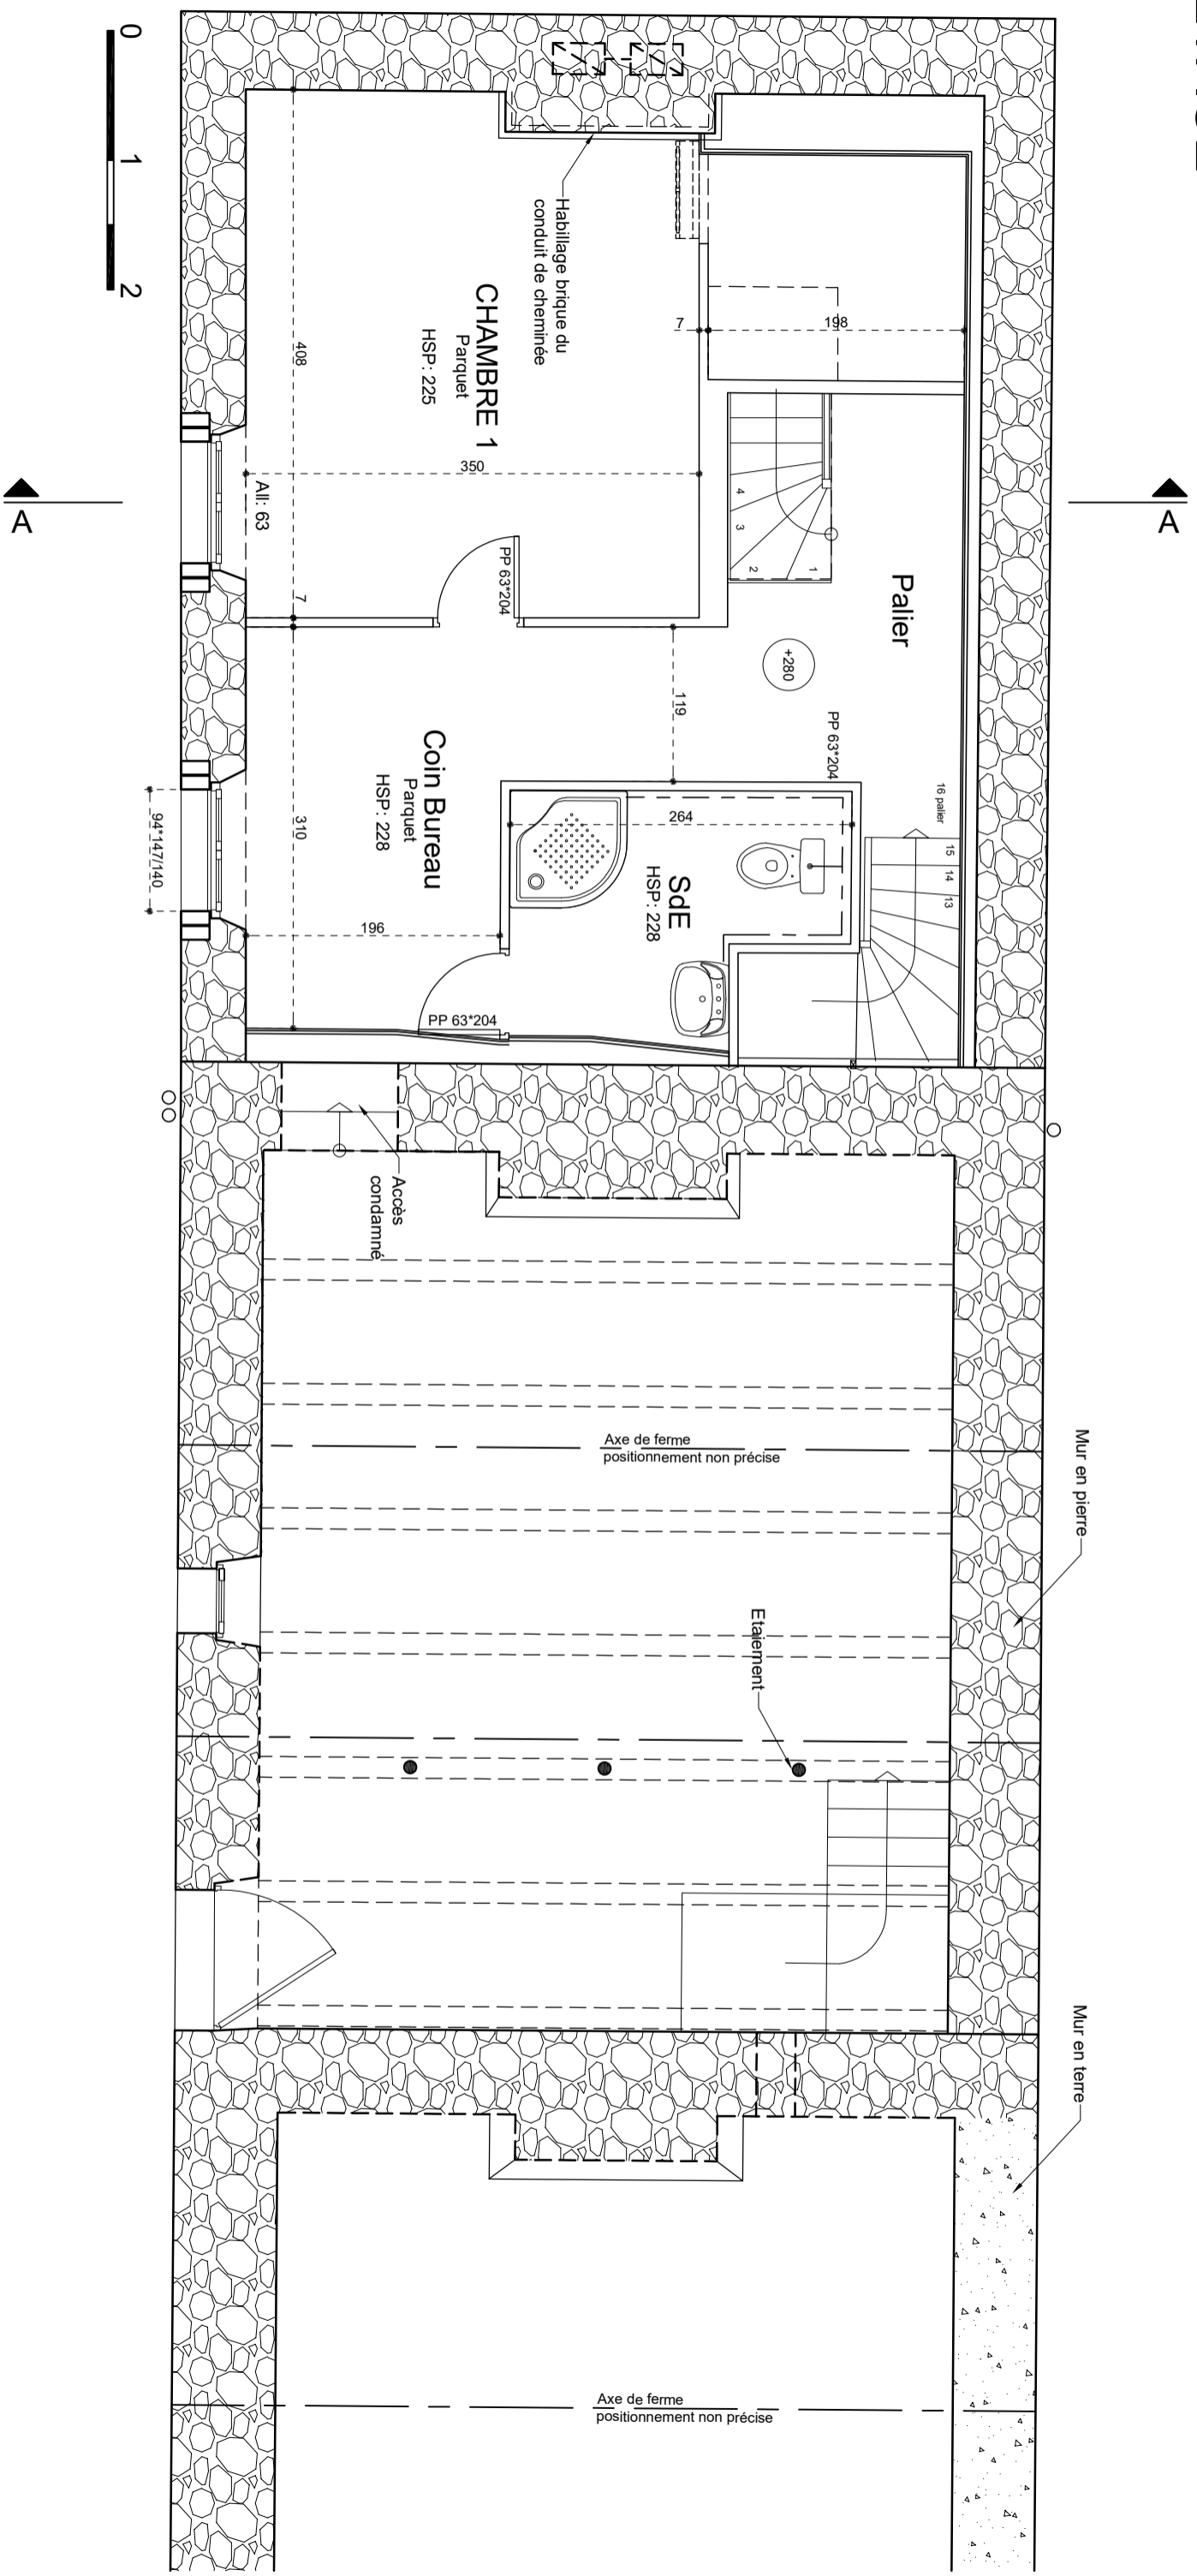 0
1
2
A
A
Habillage brique du
conduit de cheminée
CHAMBRE 1
Parquet
HSP: 225
408
350
7
198
All: 63
7
PP 63*204
4
3
2
1
Palier
+280
119
PP 63*204
16 palier
15
14
13
Coin Bureau
Parquet
HSP: 228
310
94*147/140
196
264
SdE
HSP: 228
PP 63*204
Accès
condamné
Axe de ferme
positionnement non précise
Mur en pierre
Etaiement
Mur en terre
Axe de ferme
positionnement non précise